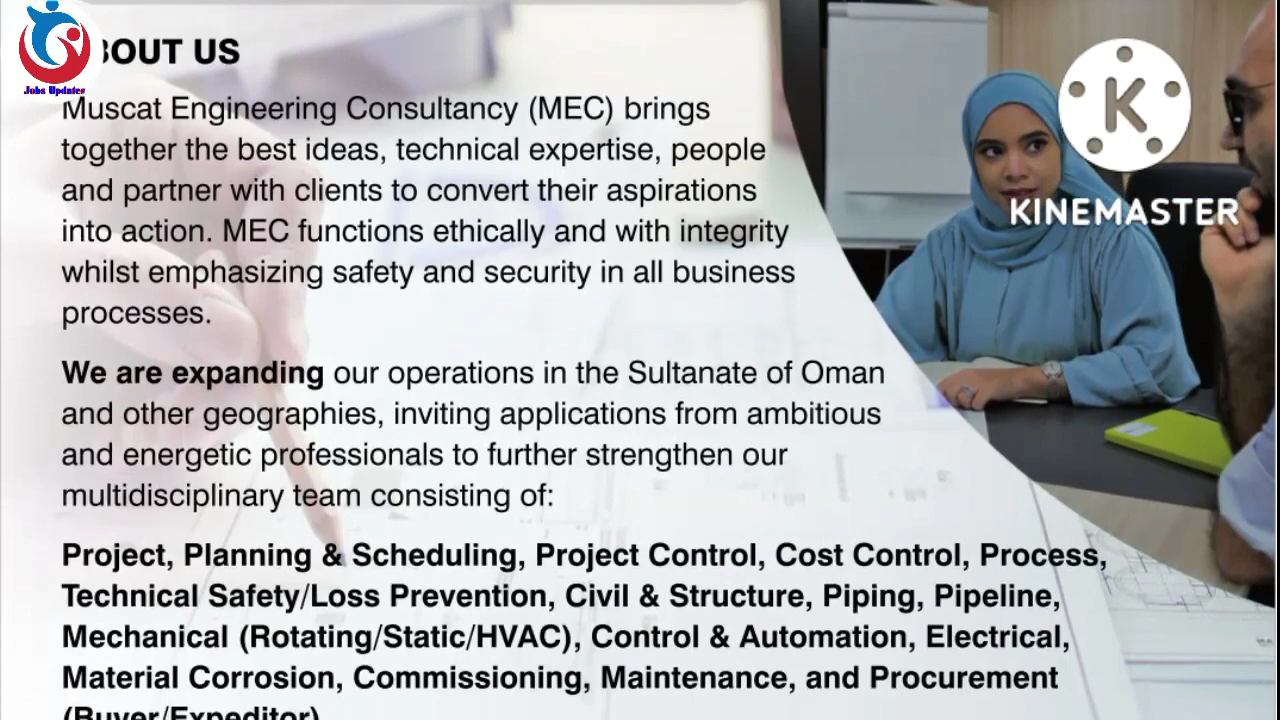 BOUT US
Jobs Updates
Muscat Engineering Consultancy (MEC) brings
together the best ideas, technical expertise, people
and partner with clients to convert their aspirations
into action. MEC functions ethically and with integrity
whilst emphasizing safety and security in all business
processes.
K
KINEMASTER
We are expanding our operations in the Sultanate of Oman
and other geographies, inviting applications from ambitious
and energetic professionals to further strengthen our
multidisciplinary team consisting of:
Project, Planning & Scheduling, Project Control, Cost Control, Process,
Technical Safety/Loss Prevention, Civil & Structure, Piping, Pipeline,
Mechanical (Rotating/Static/HVAC), Control & Automation, Electrical,
Material Corrosion, Commissioning, Maintenance, and Procurement
(Buyer/Expeditor)